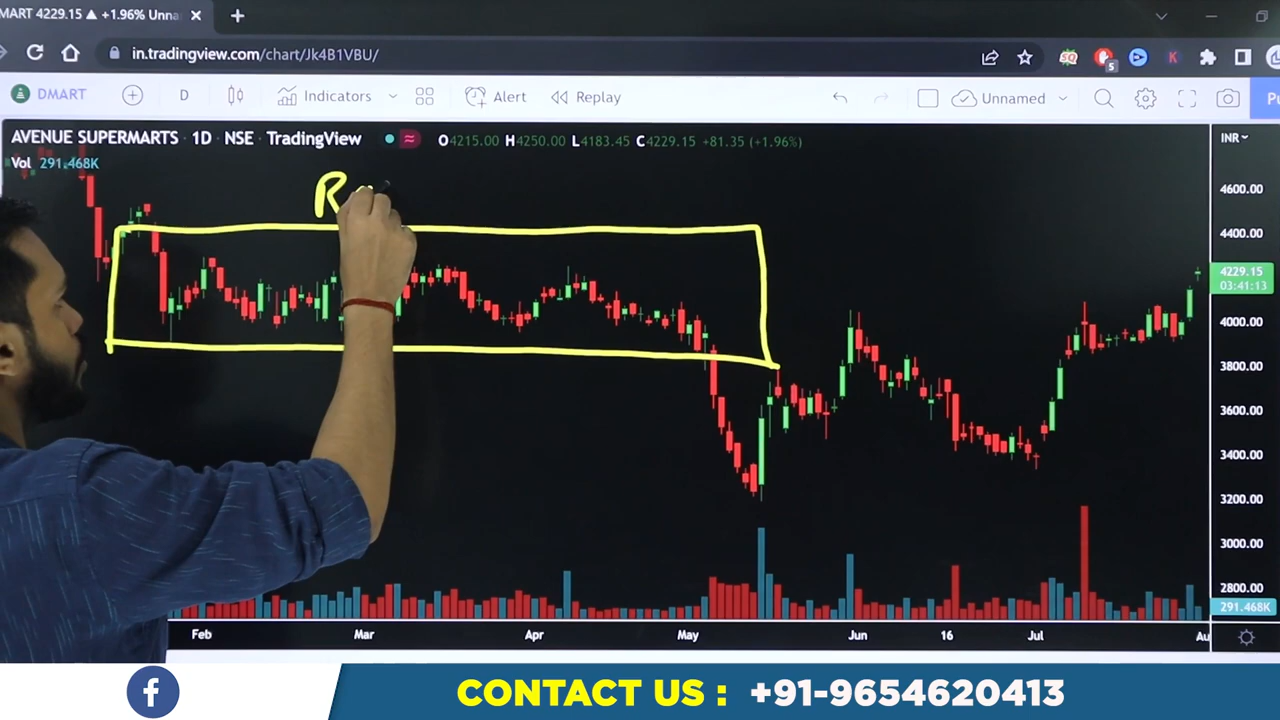 MART 4229.15 ▲ +1.96% Unna
in.tradingview.com/chart/Jk4B1VBU/
DMART D Indicators Alert Replay Unnamed Pu
AVENUE SUPERMARTS · 1D · NSE · TradingView O4215.00 H4250.00 L4183.45 C4229.15 +81.35 (+1.96%) INR
Vol 291.468K
R
4600.00
4400.00
4229.15
03:41:13
4000.00
3800.00
3600.00
3400.00
3200.00
3000.00
2800.00
291.468K
Feb Mar Apr May Jun 16 Jul Au
CONTACT US : +91-9654620413